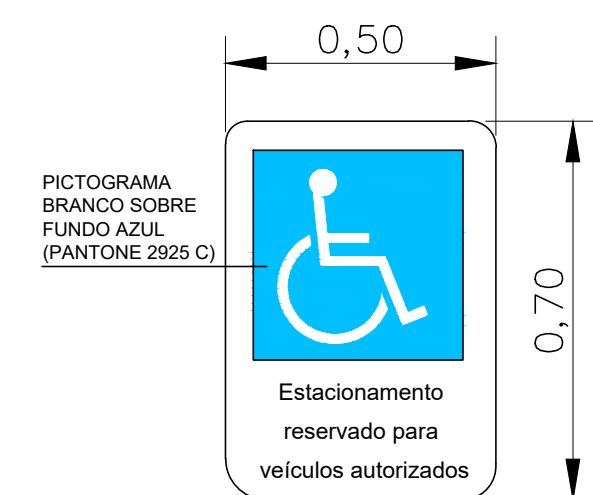 0,50
PICTOGRAMA
BRANCO SOBRE
FUNDO AZUL
(PANTONE 2925 C)
0,70
Estacionamento
reservado para
veículos autorizados